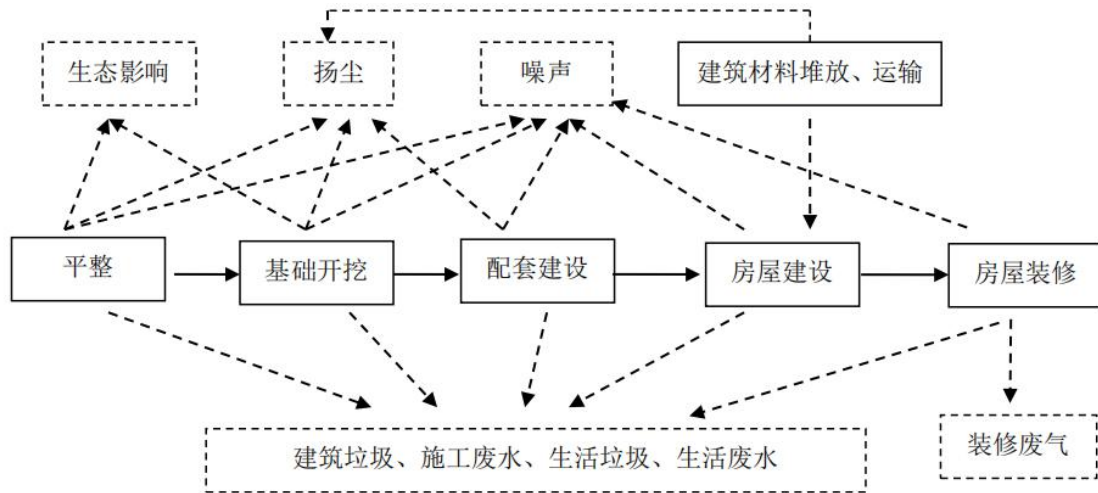 生态影响
扬尘
噪声
建筑材料堆放、运输
平整
基础开挖
配套建设
房屋建设
房屋装修
建筑垃圾、施工废水、生活垃圾、生活废水
装修废气